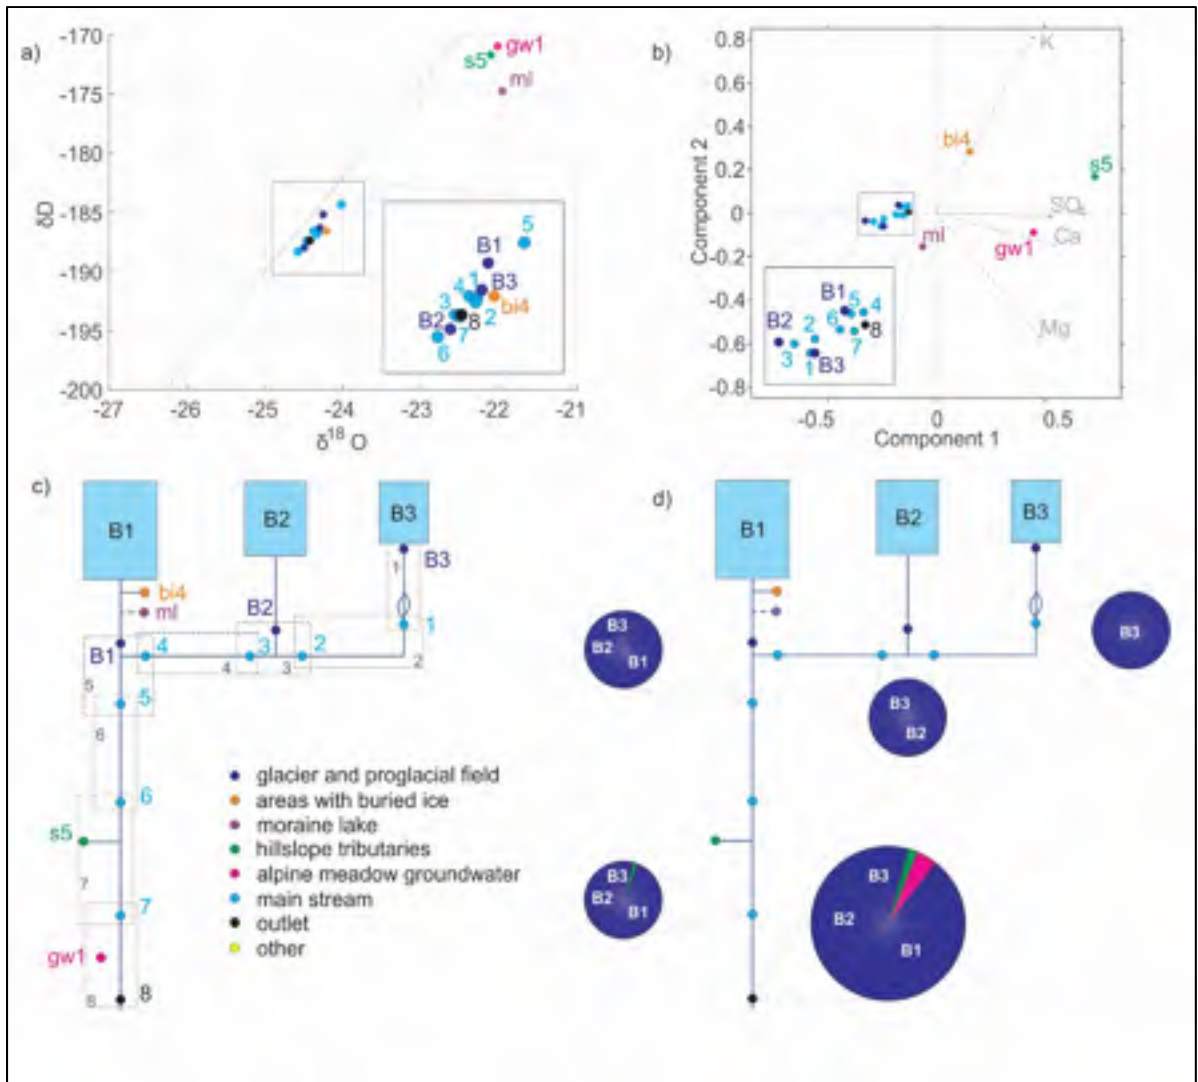 a)
-170
-175
-180
-185
-190
-195
-200
δD
-27
-26
-25
-24
-23
-22
-21
δ¹⁸ O
gw1
s5
ml
5
B1
1
B3
4
bi4
3
2
B2
8
7
6
b)
0.8
0.6
0.4
0.2
0
-0.2
-0.4
-0.6
-0.8
Component 2
-0.5
0
0.5
Component 1
K
bi4
s5
SO₄
Ca
gw1
ml
Mg
B1
5
4
2
6
8
B2
7
3
1
B3
c)
B1
B2
B3
B3
bi4
ml
B2
1
1
B1
4
3
2
4
3
2
5
5
6
6
s5
7
7
gw1
8
8
glacier and proglacial field
areas with buried ice
moraine lake
hillslope tributaries
alpine meadow groundwater
main stream
outlet
other
d)
B1
B2
B3
B3
B2
B1
B3
B3
B2
B3
B2
B1
B3
B2
B1